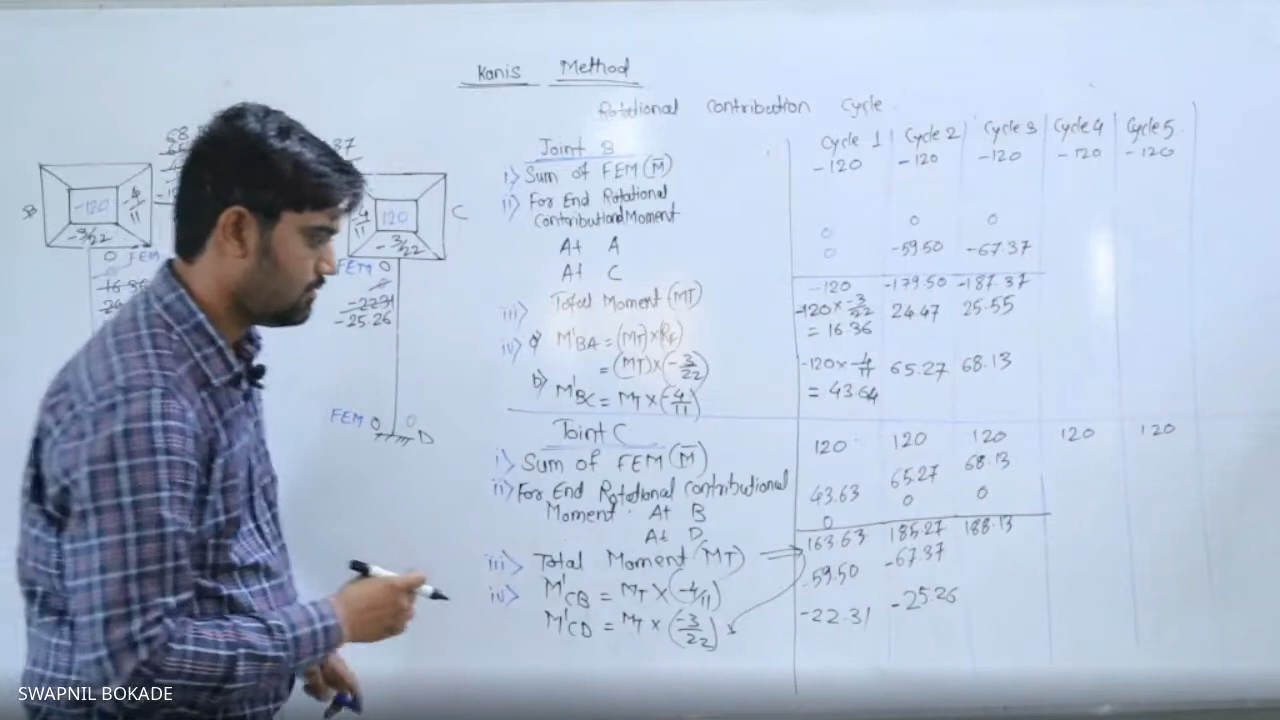 Kanis Method
Rotational Contribution Cycle
Cycle 1 Cycle 2 Cycle 3 Cycle 4 Cycle 5
Joint B
i) Sum of FEM (M̅) -120 -120 -120 -120 -120
ii) For End Rotational
Contributional Moment
At A 0 0 0
At C 0 -59.50 -67.37
iii) Total Moment (MT) -120 -179.50 -187.37
iv) a) M'BA = (MT) × (R.F) -120 × -3/22 24.47 25.55
= (MT) × (-3/22) = 16.36
b) M'BC = MT × (-4/11) -120 × -4/11 65.27 68.13
= 43.64
Joint C
i) Sum of FEM (M̅) 120 120 120 120 120
ii) For End Rotational Contributional
Moment. At B 43.63 65.27 68.13
At D 0 0 0
iii) Total Moment (MT) 163.63 185.27 188.13
iv) M'CB = MT × (-4/11) -59.50 -67.37
M'CD = MT × (-3/22) -22.31 -25.26
68
37
B -120 -4/11
-3/22
0 FEM
-4/11 120 C
-3/22
FEM 0
-22.31
-25.26
FEM 0 0
D
SWAPNIL BOKADE